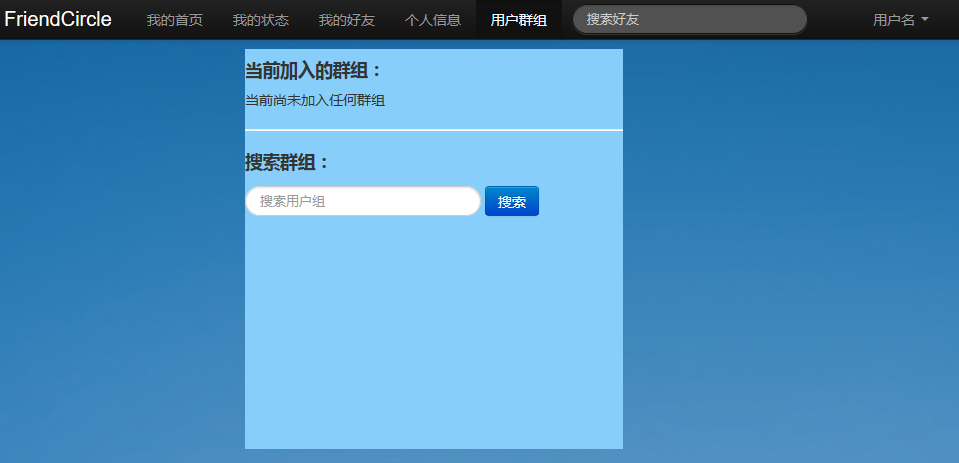 FriendCircle 我的首页 我的状态 我的好友 个人信息 用户群组 搜索好友 用户名
当前加入的群组：
当前尚未加入任何群组
搜索群组：
搜索用户组 搜索